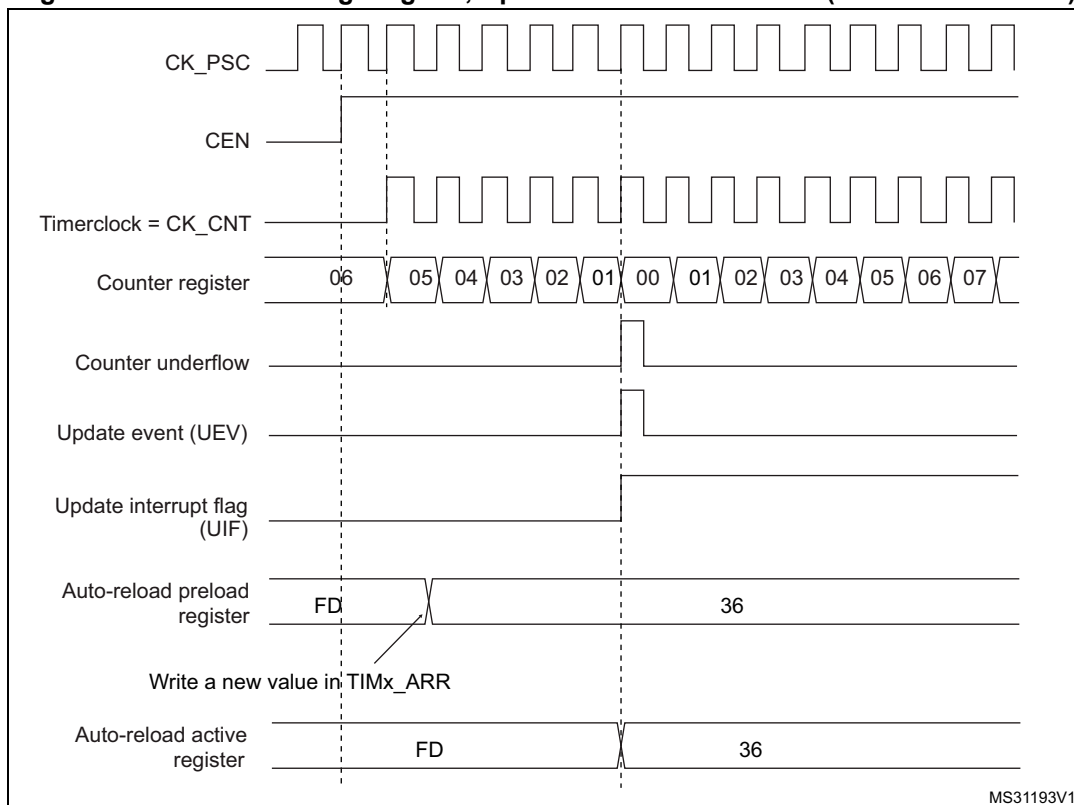 CK_PSC
CEN
Timerclock = CK_CNT
Counter register
06 05 04 03 02 01 00 01 02 03 04 05 06 07
Counter underflow
Update event (UEV)
Update interrupt flag
(UIF)
Auto-reload preload
register
FD 36
Write a new value in TIMx_ARR
Auto-reload active
register
FD 36
MS31193V1